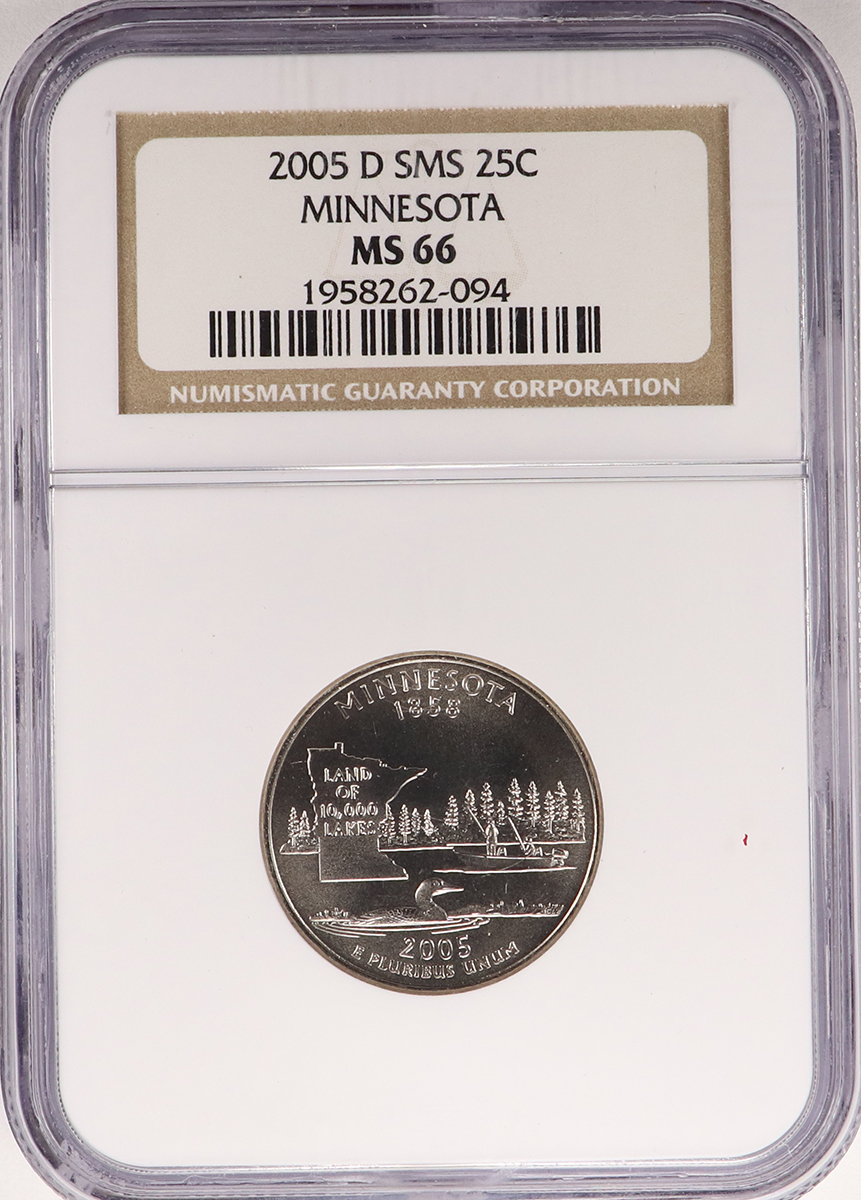 2005 D SMS 25C
MINNESOTA
MS 66
1958262-094
NUMISMATIC GUARANTY CORPORATION
MINNESOTA
1858
LAND
OF
10,000
LAKES
2005
E PLURIBUS UNUM